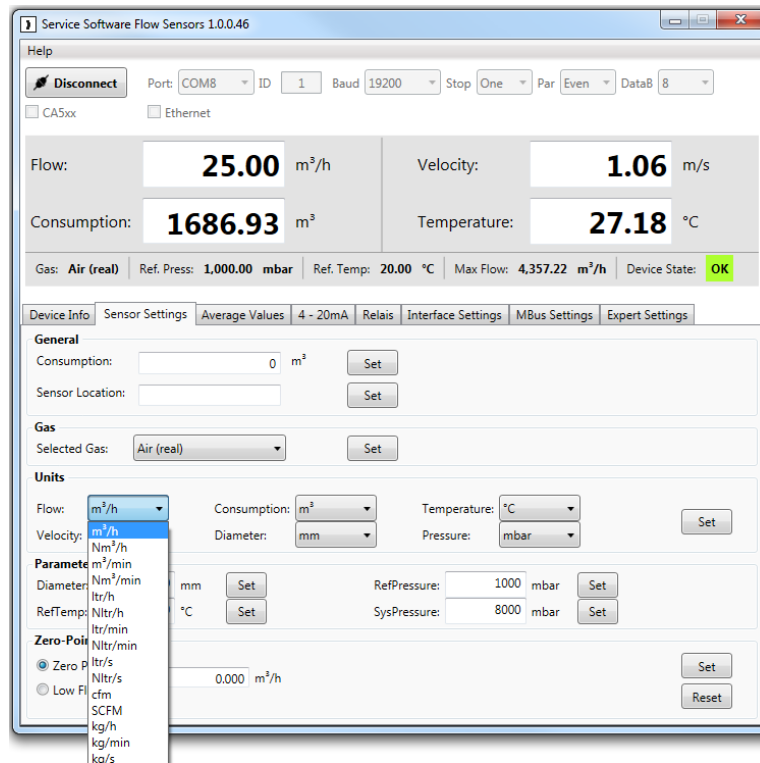 Service Software Flow Sensors 1.0.0.46
Help
Disconnect Port: COM8 ID 1 Baud 19200 Stop One Par Even DataB 8
CA5xx Ethernet
Flow: 25.00 m³/h Velocity: 1.06 m/s
Consumption: 1686.93 m³ Temperature: 27.18 °C
Gas: Air (real) Ref. Press: 1,000.00 mbar Ref. Temp: 20.00 °C Max Flow: 4,357.22 m³/h Device State: OK
Device Info Sensor Settings Average Values 4 - 20mA Relais Interface Settings MBus Settings Expert Settings
General
Consumption: 0 m³ Set
Sensor Location: Set
Gas
Selected Gas: Air (real) Set
Units
Flow: m³/h Consumption: m³ Temperature: °C Set
Velocity: Diameter: mm Pressure: mbar
m³/h
Nm³/h
m³/min
Nm³/min
ltr/h
Nltr/h
ltr/min
Nltr/min
ltr/s
Nltr/s
cfm
SCFM
kg/h
kg/min
kg/s
mm Set RefPressure: 1000 mbar Set
RefTemp: °C Set SysPressure: 8000 mbar Set
Zero
0.000 m³/h Set
Low
Reset